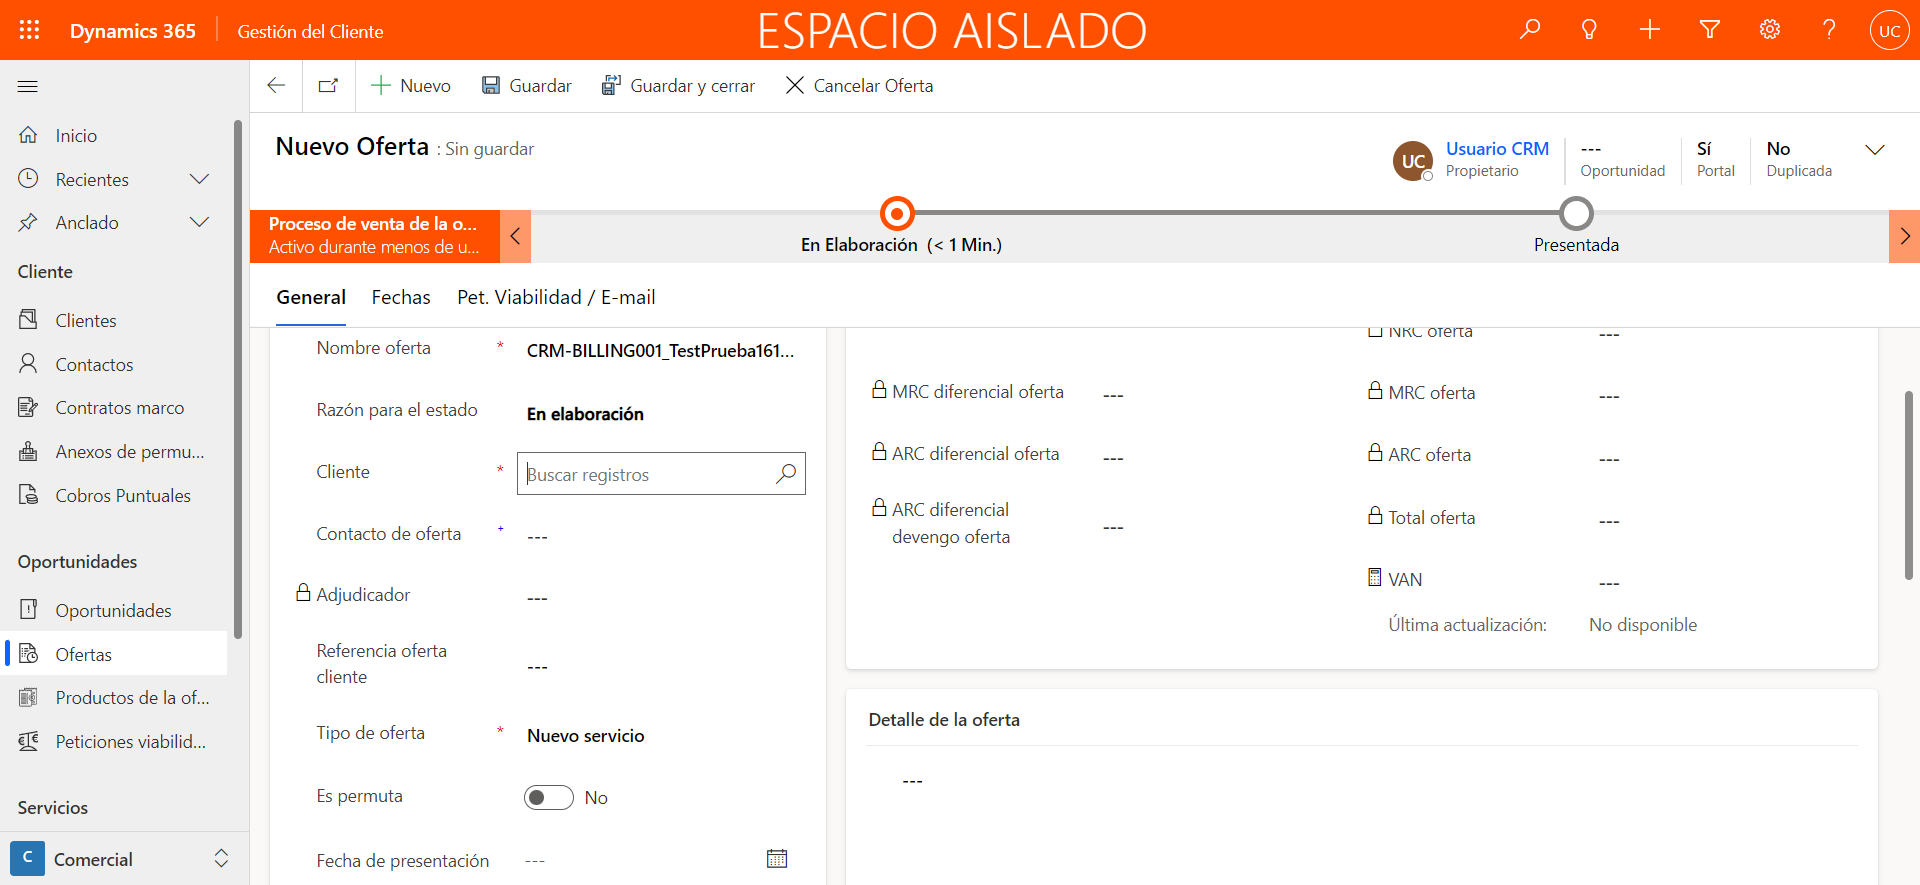 Dynamics 365
Gestión del Cliente
ESPACIO AISLADO
UC
Nuevo
Guardar
Guardar y cerrar
Cancelar Oferta
Inicio
Recientes
Anclado
Cliente
Clientes
Contactos
Contratos marco
Anexos de permu...
Cobros Puntuales
Oportunidades
Oportunidades
Ofertas
Productos de la of...
Peticiones viabilid...
Servicios
C
Comercial
Nuevo Oferta : Sin guardar
UC
Usuario CRM
Propietario
---
Oportunidad
Sí
Portal
No
Duplicada
Proceso de venta de la o...
Activo durante menos de u...
En Elaboración (< 1 Min.)
Presentada
General
Fechas
Pet. Viabilidad / E-mail
Nombre oferta * CRM-BILLING001_TestPrueba161...
Razón para el estado En elaboración
Cliente * Buscar registros
Contacto de oferta + ---
Adjudicador ---
Referencia oferta
cliente ---
Tipo de oferta * Nuevo servicio
Es permuta No
Fecha de presentación ---
MRC diferencial oferta ---
ARC diferencial oferta ---
ARC diferencial
devengo oferta ---
NRC oferta ---
MRC oferta ---
ARC oferta ---
Total oferta ---
VAN ---
Última actualización: No disponible
Detalle de la oferta
---